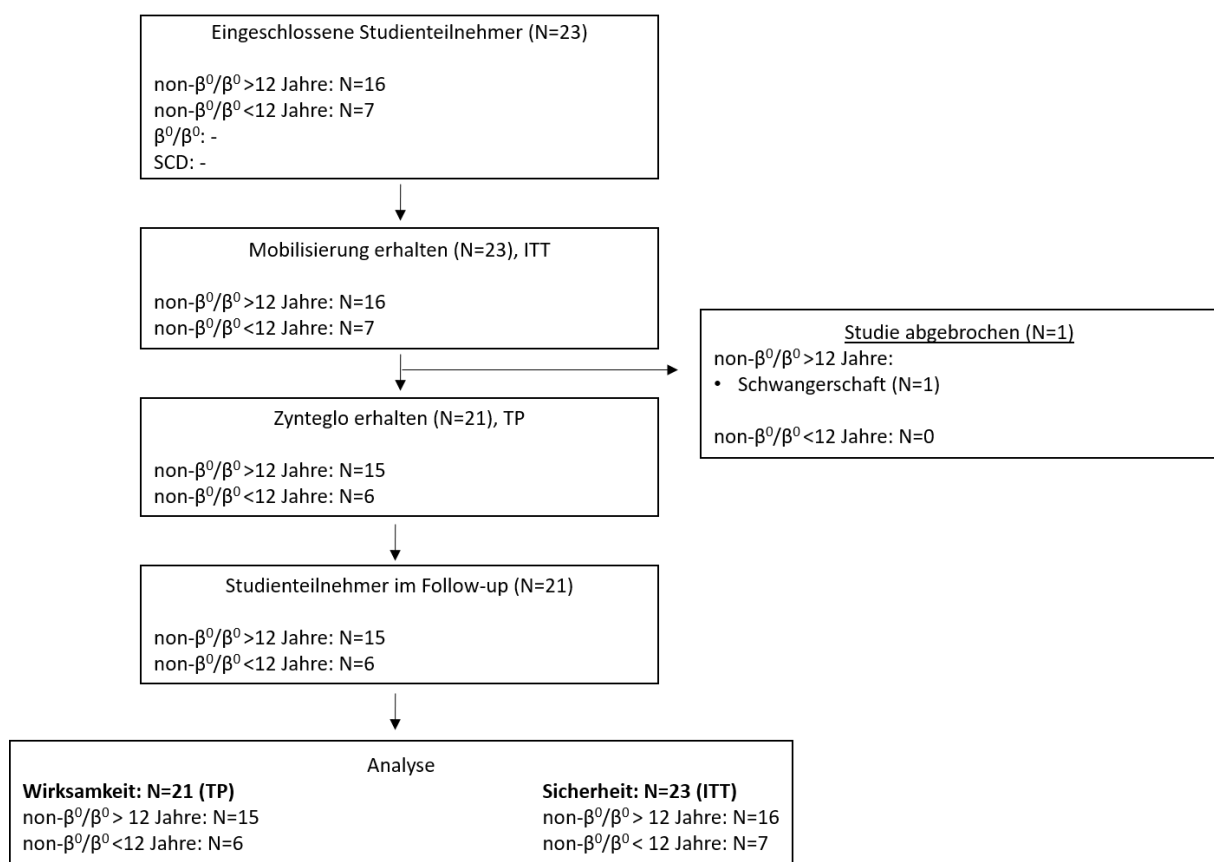 Eingeschlossene Studienteilnehmer (N=23)
non-β⁰/β⁰ >12 Jahre: N=16
non-β⁰/β⁰ <12 Jahre: N=7
β⁰/β⁰: -
SCD: -
Mobilisierung erhalten (N=23), ITT
non-β⁰/β⁰ >12 Jahre: N=16
non-β⁰/β⁰ <12 Jahre: N=7
Studie abgebrochen (N=1)
non-β⁰/β⁰ >12 Jahre:
• Schwangerschaft (N=1)
non-β⁰/β⁰ <12 Jahre: N=0
Zynteglo erhalten (N=21), TP
non-β⁰/β⁰ >12 Jahre: N=15
non-β⁰/β⁰ <12 Jahre: N=6
Studienteilnehmer im Follow-up (N=21)
non-β⁰/β⁰ >12 Jahre: N=15
non-β⁰/β⁰ <12 Jahre: N=6
Analyse
Wirksamkeit: N=21 (TP)
non-β⁰/β⁰ > 12 Jahre: N=15
non-β⁰/β⁰ <12 Jahre: N=6
Sicherheit: N=23 (ITT)
non-β⁰/β⁰ > 12 Jahre: N=16
non-β⁰/β⁰ < 12 Jahre: N=7